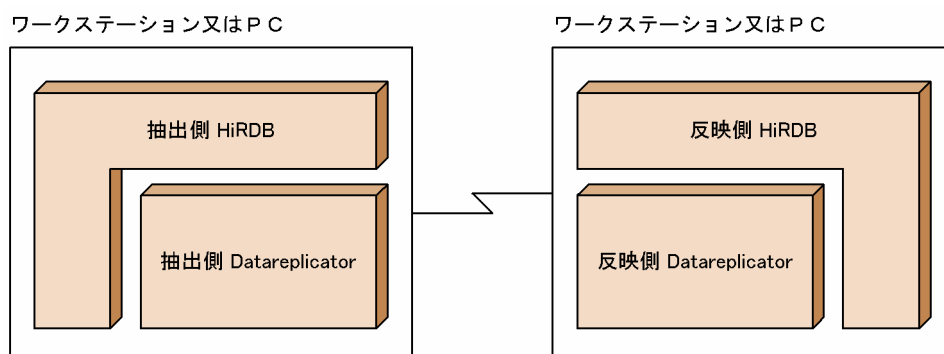 ワークステーション又はＰＣ
ワークステーション又はＰＣ
抽出側 HiRDB
反映側 HiRDB
抽出側 Datareplicator
反映側 Datareplicator